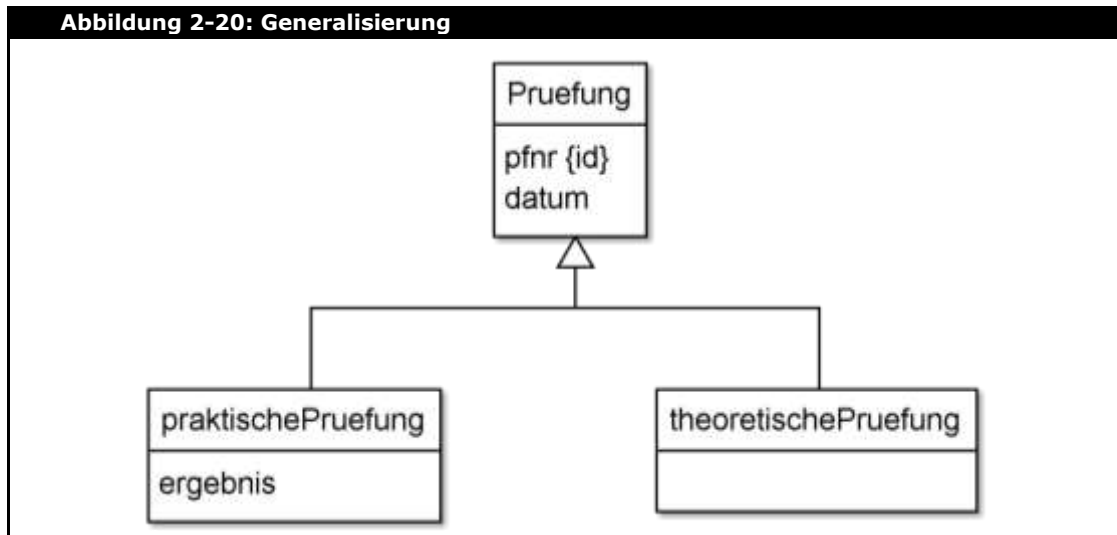 Abbildung 2-20: Generalisierung
Pruefung
pfnr {id}
datum
praktischePruefung
ergebnis
theoretischePruefung